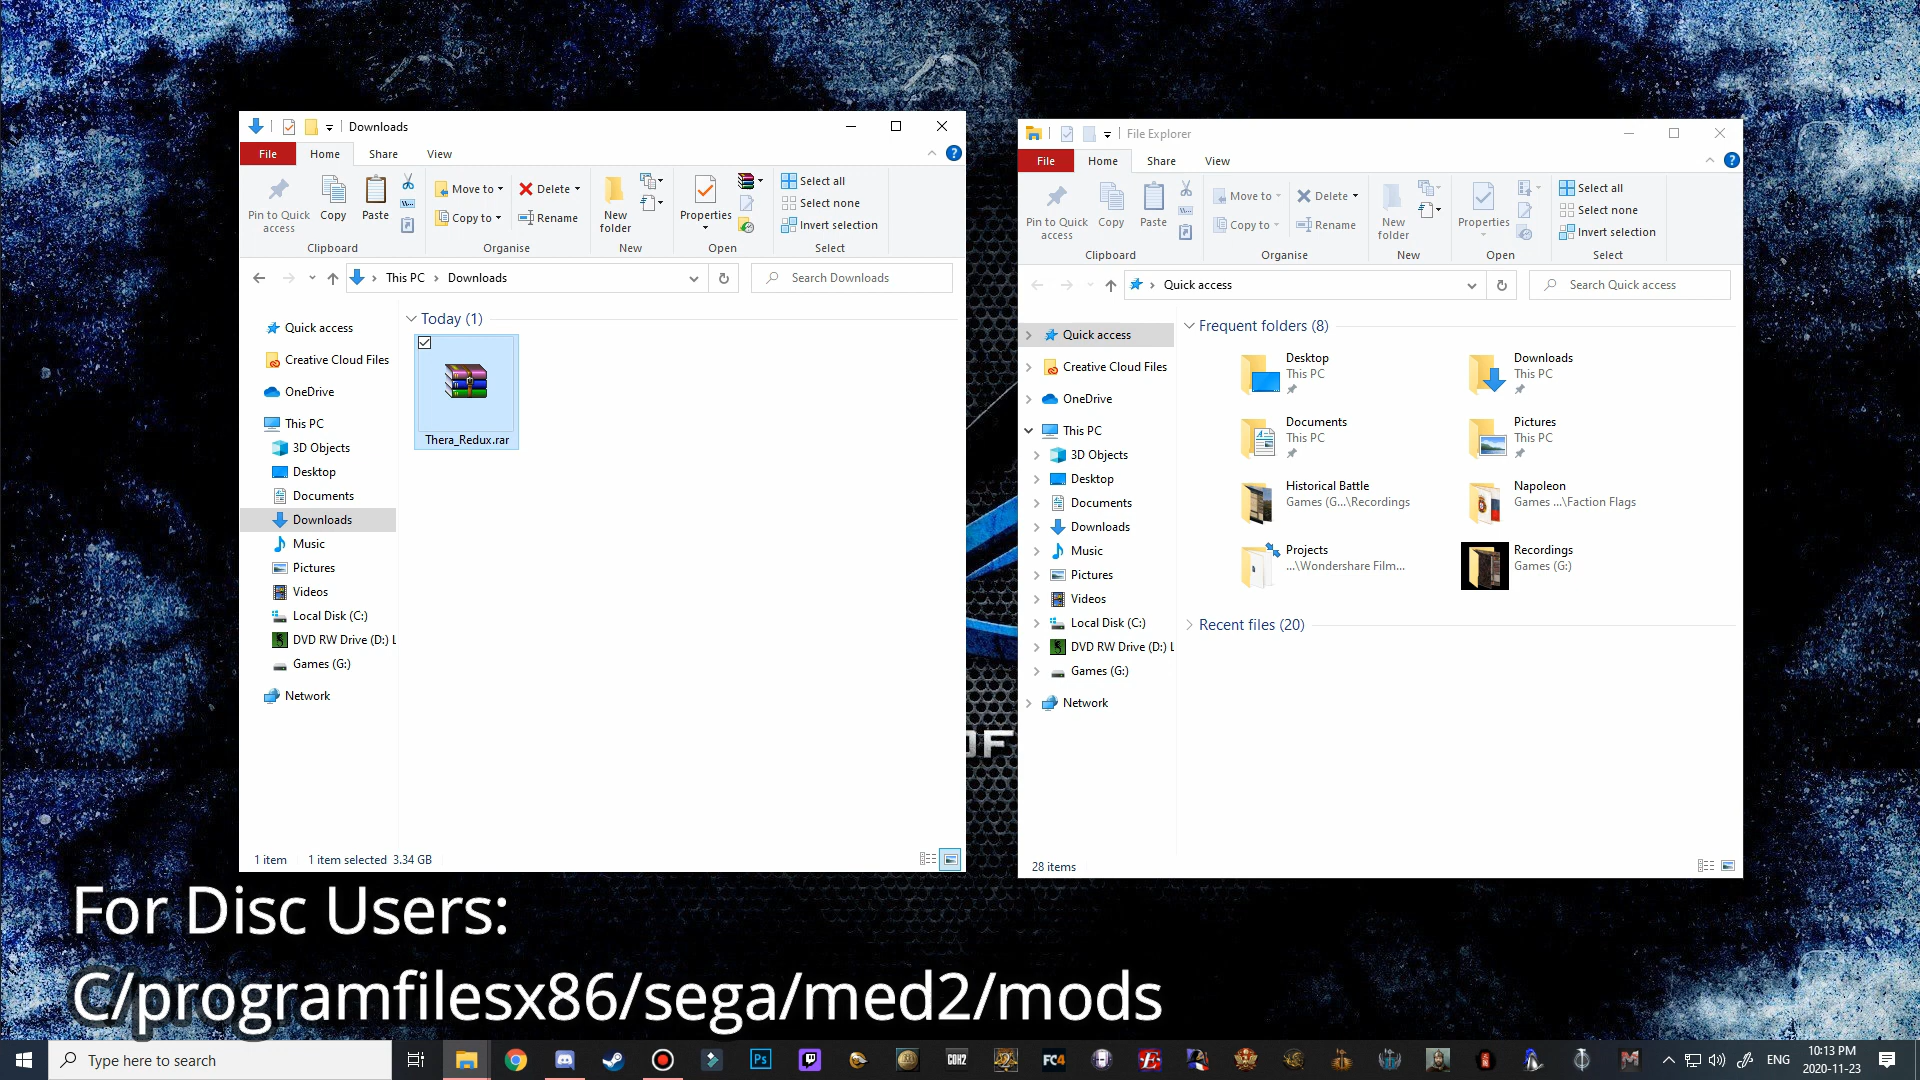 Downloads
File Home Share View
Pin to Quick access
Copy
Paste
Move to
Copy to
Delete
Rename
New folder
Properties
Select all
Select none
Invert selection
Clipboard Organise New Open Select
This PC Downloads
Search Downloads
Quick access
Creative Cloud Files
OneDrive
This PC
3D Objects
Desktop
Documents
Downloads
Music
Pictures
Videos
Local Disk (C:)
DVD RW Drive (D:) L
Games (G:)
Network
Today (1)
Thera_Redux.rar
1 item 1 item selected 3.34 GB
File Explorer
File Home Share View
Pin to Quick access
Copy
Paste
Move to
Copy to
Delete
Rename
New folder
Properties
Select all
Select none
Invert selection
Clipboard Organise New Open Select
Quick access
Search Quick access
Quick access
Creative Cloud Files
OneDrive
This PC
3D Objects
Desktop
Documents
Downloads
Music
Pictures
Videos
Local Disk (C:)
DVD RW Drive (D:) L
Games (G:)
Network
Frequent folders (8)
Desktop
This PC
Downloads
This PC
Documents
This PC
Pictures
This PC
Historical Battle
Games (G...\Recordings
Napoleon
Games ...\Faction Flags
Projects
...\Wondershare Film...
Recordings
Games (G:)
Recent files (20)
28 items
OF
For Disc Users:
C/programfilesx86/sega/med2/mods
Type here to search
Ps
COH2
FC4
ENG
10:13 PM
2020-11-23